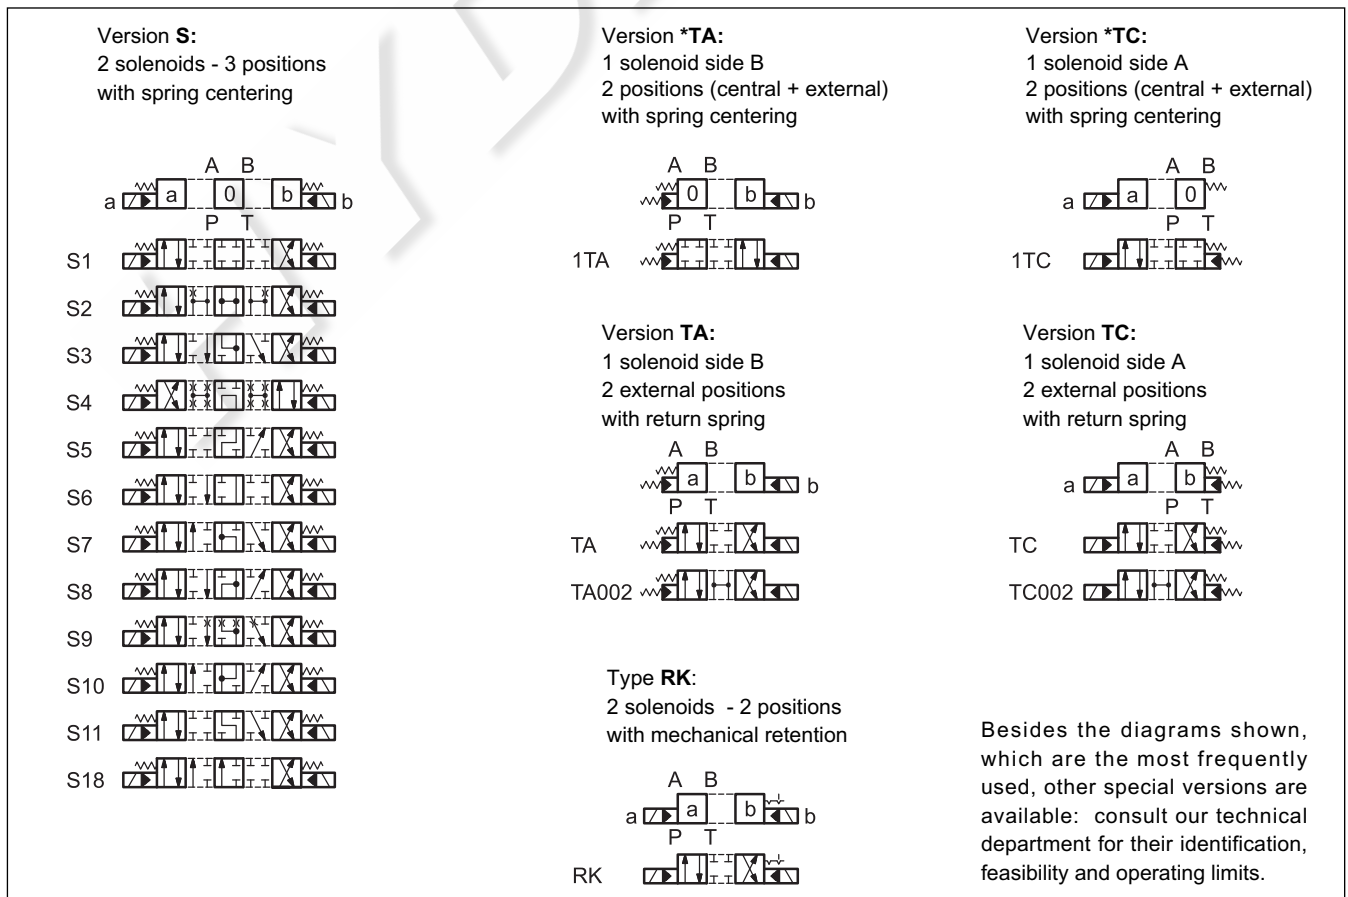 Version S:
2 solenoids - 3 positions
with spring centering
A B
a a 0 b b
P T
S1
S2
S3
S4
S5
S6
S7
S8
S9
S10
S11
S18
Version *TA:
1 solenoid side B
2 positions (central + external)
with spring centering
A B
0 b b
P T
1TA
Version TA:
1 solenoid side B
2 external positions
with return spring
A B
a b b
P T
TA
TA002
Type RK:
2 solenoids - 2 positions
with mechanical retention
A B
a a b b
P T
RK
Version *TC:
1 solenoid side A
2 positions (central + external)
with spring centering
A B
a a 0
P T
1TC
Version TC:
1 solenoid side A
2 external positions
with return spring
A B
a a b
P T
TC
TC002
Besides the diagrams shown,
which are the most frequently
used, other special versions are
available: consult our technical
department for their identification,
feasibility and operating limits.